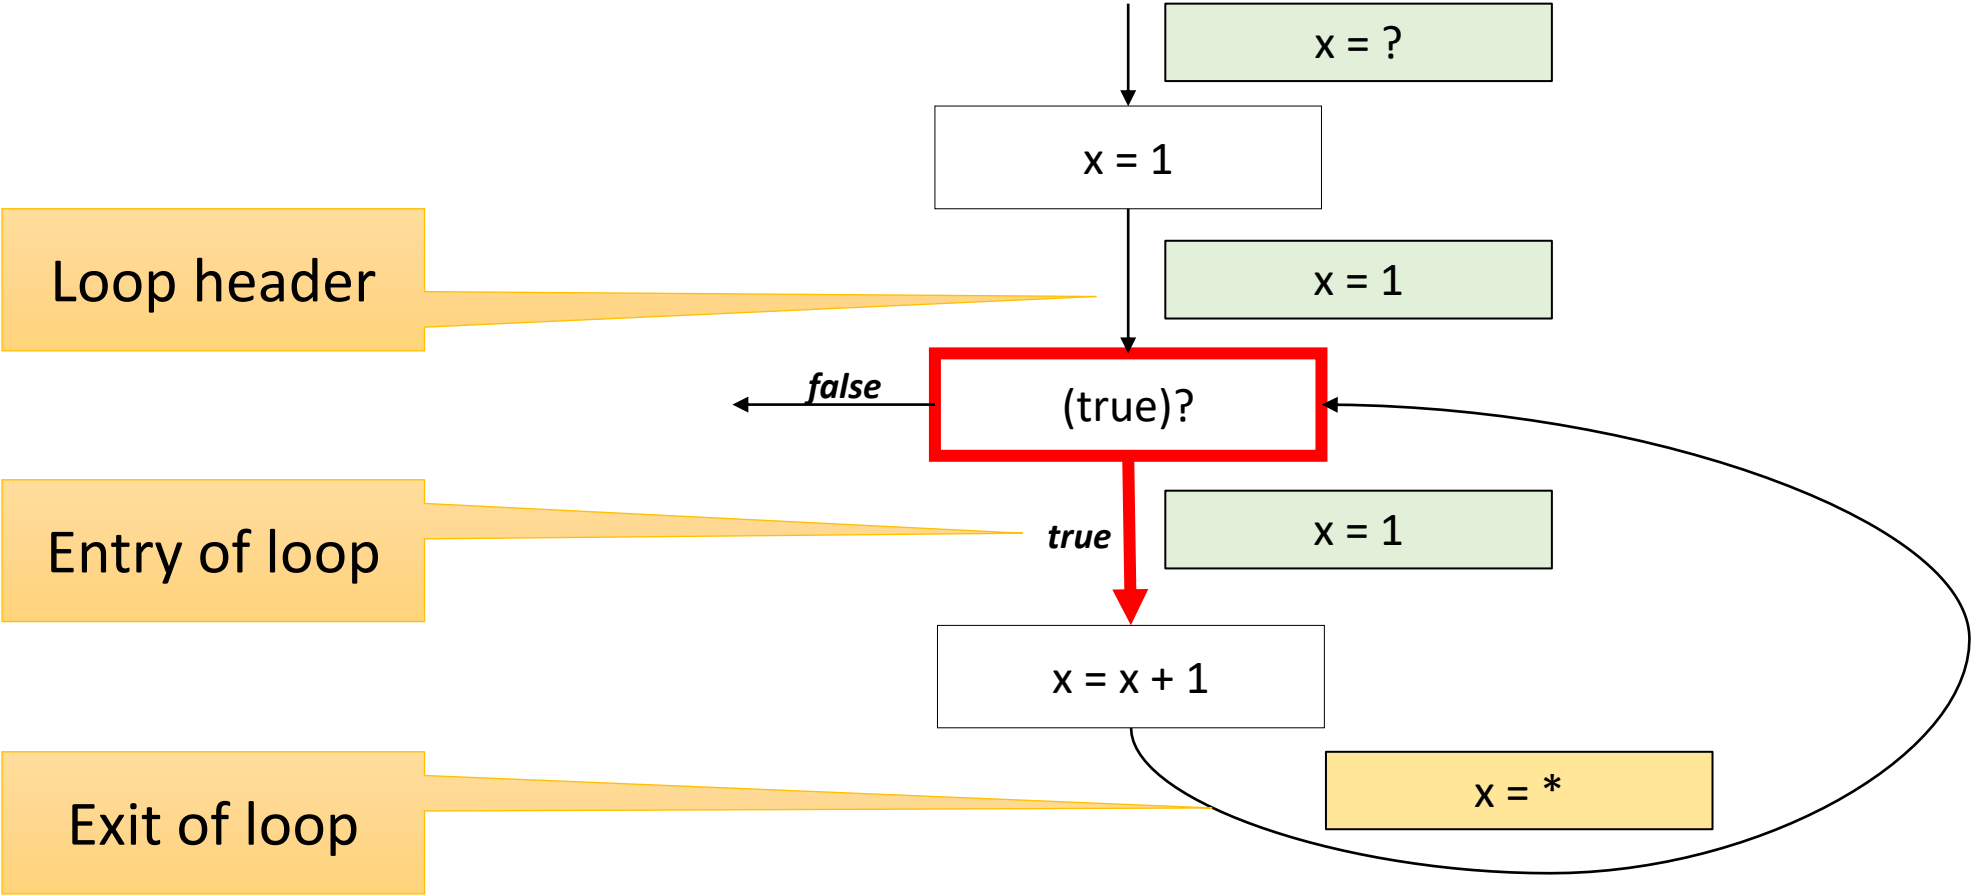 x = ?
x = 1
Loop header
x = 1
false
(true)?
Entry of loop
true
x = 1
x = x + 1
Exit of loop
x = *